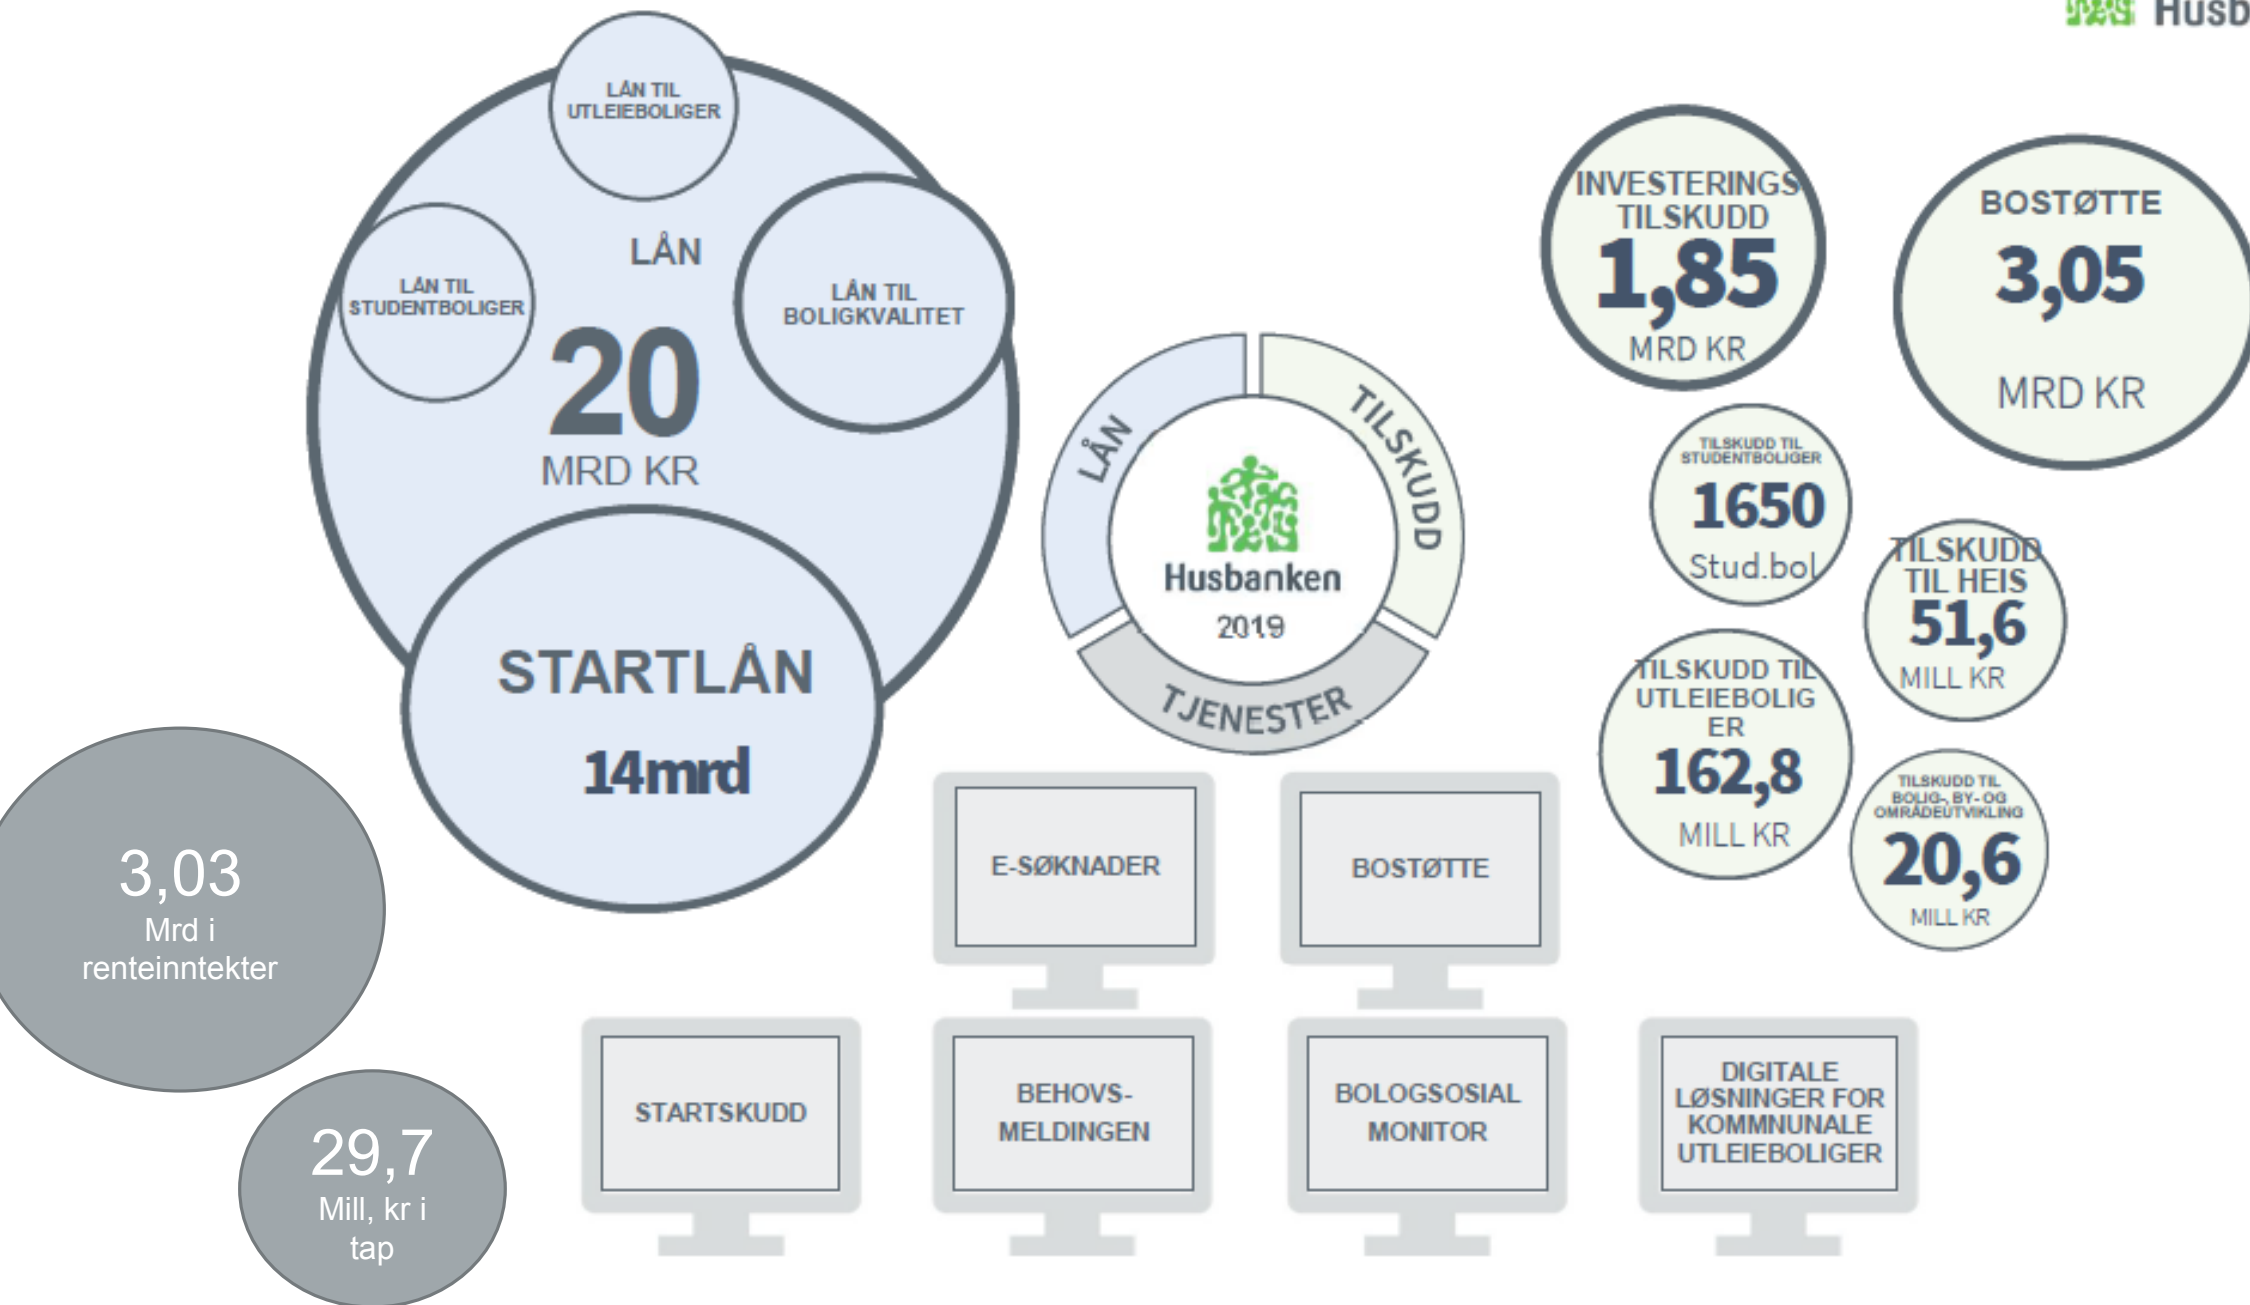 Husb
LÅN TIL
UTLEIEBOLIGER
LÅN TIL
STUDENTBOLIGER
LÅN
LÅN TIL
BOLIGKVALITET
20
MRD KR
STARTLÅN
14mrd
3,03
Mrd i
renteinntekter
29,7
Mill, kr i
tap
LÅN
TILSKUDD
TJENESTER
Husbanken
2019
INVESTERINGS
TILSKUDD
1,85
MRD KR
BOSTØTTE
3,05
MRD KR
TILSKUDD TIL
STUDENTBOLIGER
1650
Stud.bol
TILSKUDD
TIL HEIS
51,6
MILL KR
TILSKUDD TIL
UTLEIEBOLIG
ER
162,8
MILL KR
TILSKUDD TIL
BOLIG-, BY- OG
OMRÅDEUTVIKLING
20,6
MILL KR
E-SØKNADER
BOSTØTTE
STARTSKUDD
BEHOVS-
MELDINGEN
BOLOGSOSIAL
MONITOR
DIGITALE
LØSNINGER FOR
KOMMNUNALE
UTLEIEBOLIGER